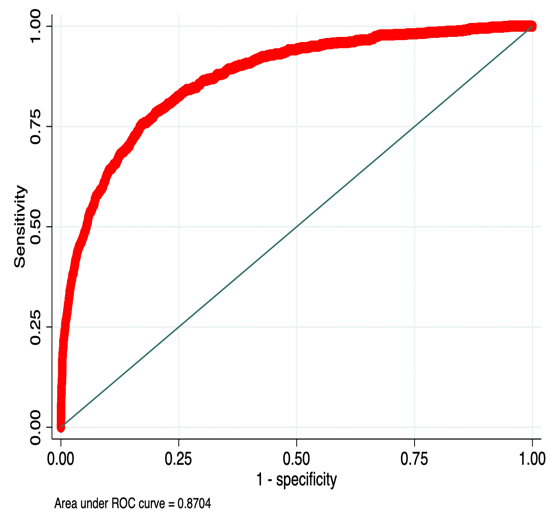 1.00
0.75
0.50
0.25
0.00
Sensitivity
0.00 0.25 0.50 0.75 1.00
1 - specificity
Area under ROC curve = 0.8704